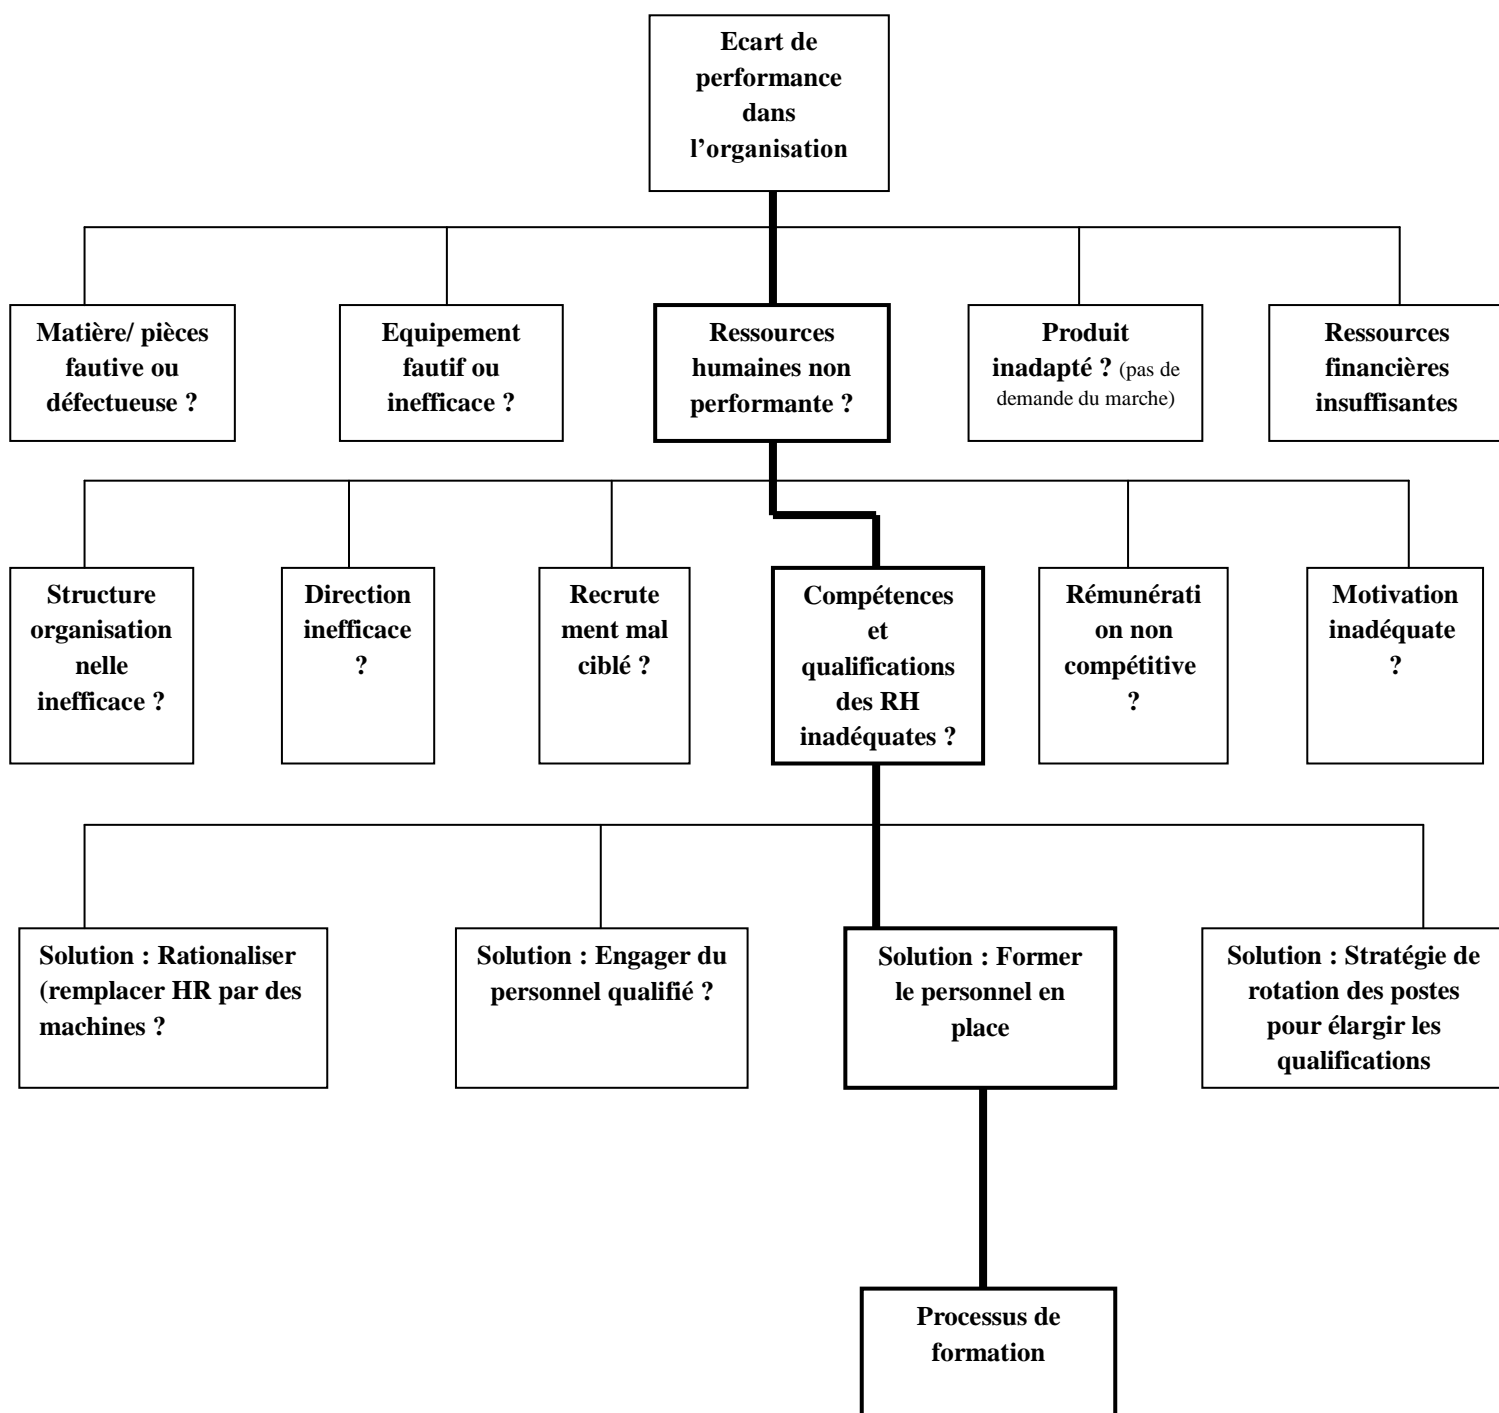 Ecart de
performance
dans
l’organisation
Matière/ pièces
fautive ou
défectueuse ?
Equipement
fautif ou
inefficace ?
Ressources
humaines non
performante ?
Produit
inadapté ? (pas de
demande du marche)
Ressources
financières
insuffisantes
Structure
organisation
nelle
inefficace ?
Direction
inefficace
?
Recrute
ment mal
ciblé ?
Compétences
et
qualifications
des RH
inadéquates ?
Rémunérati
on non
compétitive
?
Motivation
inadéquate
?
Solution : Rationaliser
(remplacer HR par des
machines ?
Solution : Engager du
personnel qualifié ?
Solution : Former
le personnel en
place
Solution : Stratégie de
rotation des postes
pour élargir les
qualifications
Processus de
formation